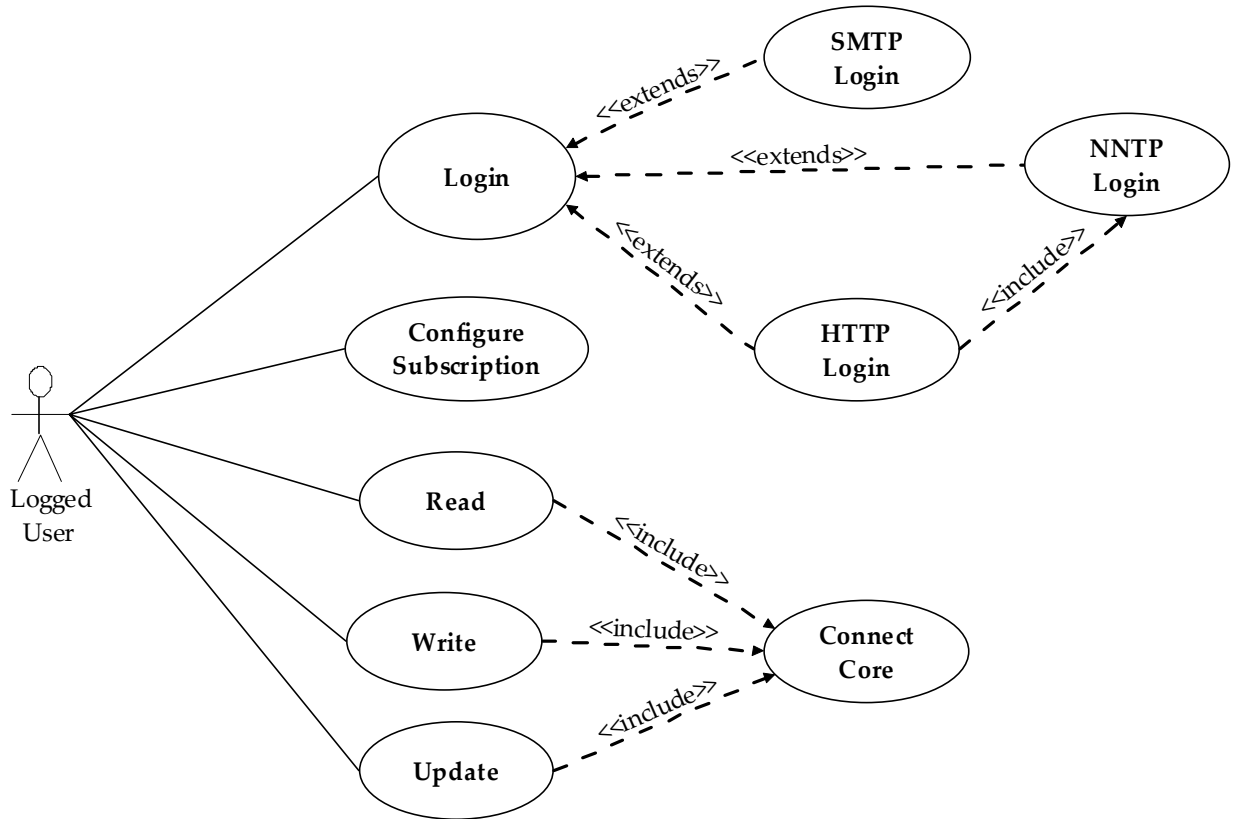 SMTP
Login
<<extends>>
Login
<<extends>>
NNTP
Login
<<extends>>
<<include>>
Configure
Subscription
HTTP
Login
Logged
User
Read
<<include>>
Write
<<include>>
Connect
Core
<<include>>
Update